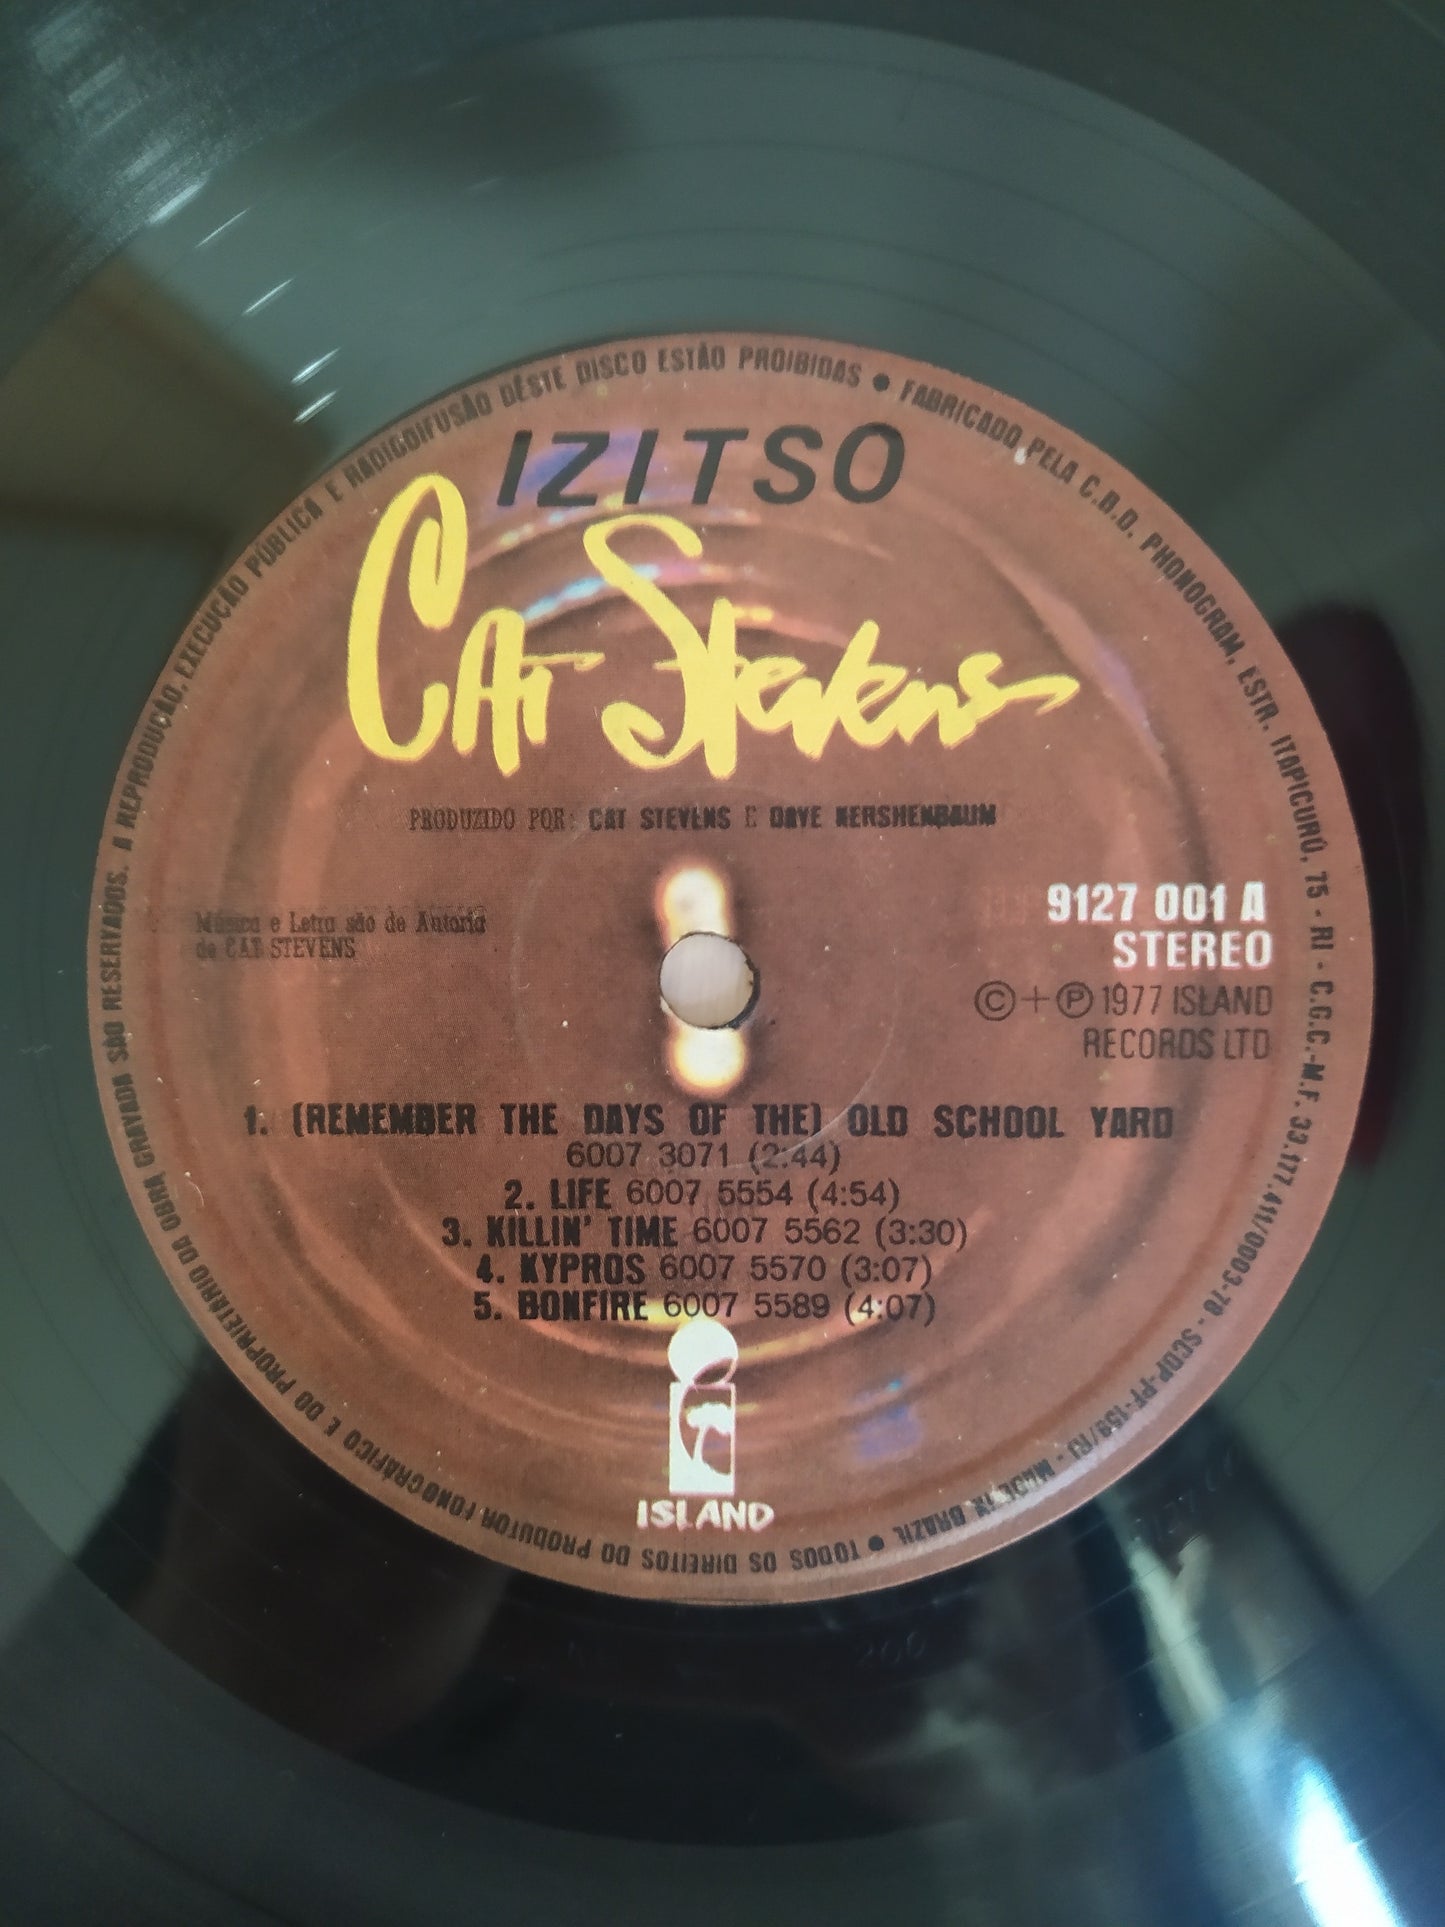 IZITSO
Cat Stevens
PRODUZIDO POR: CAT STEVENS E DAVE KERSHENBAUM
Música e Letra são de Autoria
de CAT STEVENS
9127 001 A
STEREO
©+℗1977 ISLAND
RECORDS LTD
1. (REMEMBER THE DAYS OF THE) OLD SCHOOL YARD
6007 3071 (2:44)
2. LIFE 6007 5554 (4:54)
3. KILLIN' TIME 6007 5562 (3:30)
4. KYPROS 6007 5570 (3:07)
5. BONFIRE 6007 5589 (4:07)
ISLAND
TODOS OS DIREITOS DO PRODUTOR FONOGRÁFICO E DO PROPRIETÁRIO DA OBRA GRAVADA SÃO RESERVADOS. A REPRODUÇÃO, EXECUÇÃO PÚBLICA E RADIODIFUSÃO DÊSTE DISCO ESTÃO PROIBIDAS ● FABRICADO PELA C.B.D. PHONOGRAM, ESTR. ITAPICURÚ, 75 - RJ - C.G.C.-M.F. 33.177.411/0003-70 - SCDP-PF-159/RJ - MADE IN BRAZIL ●